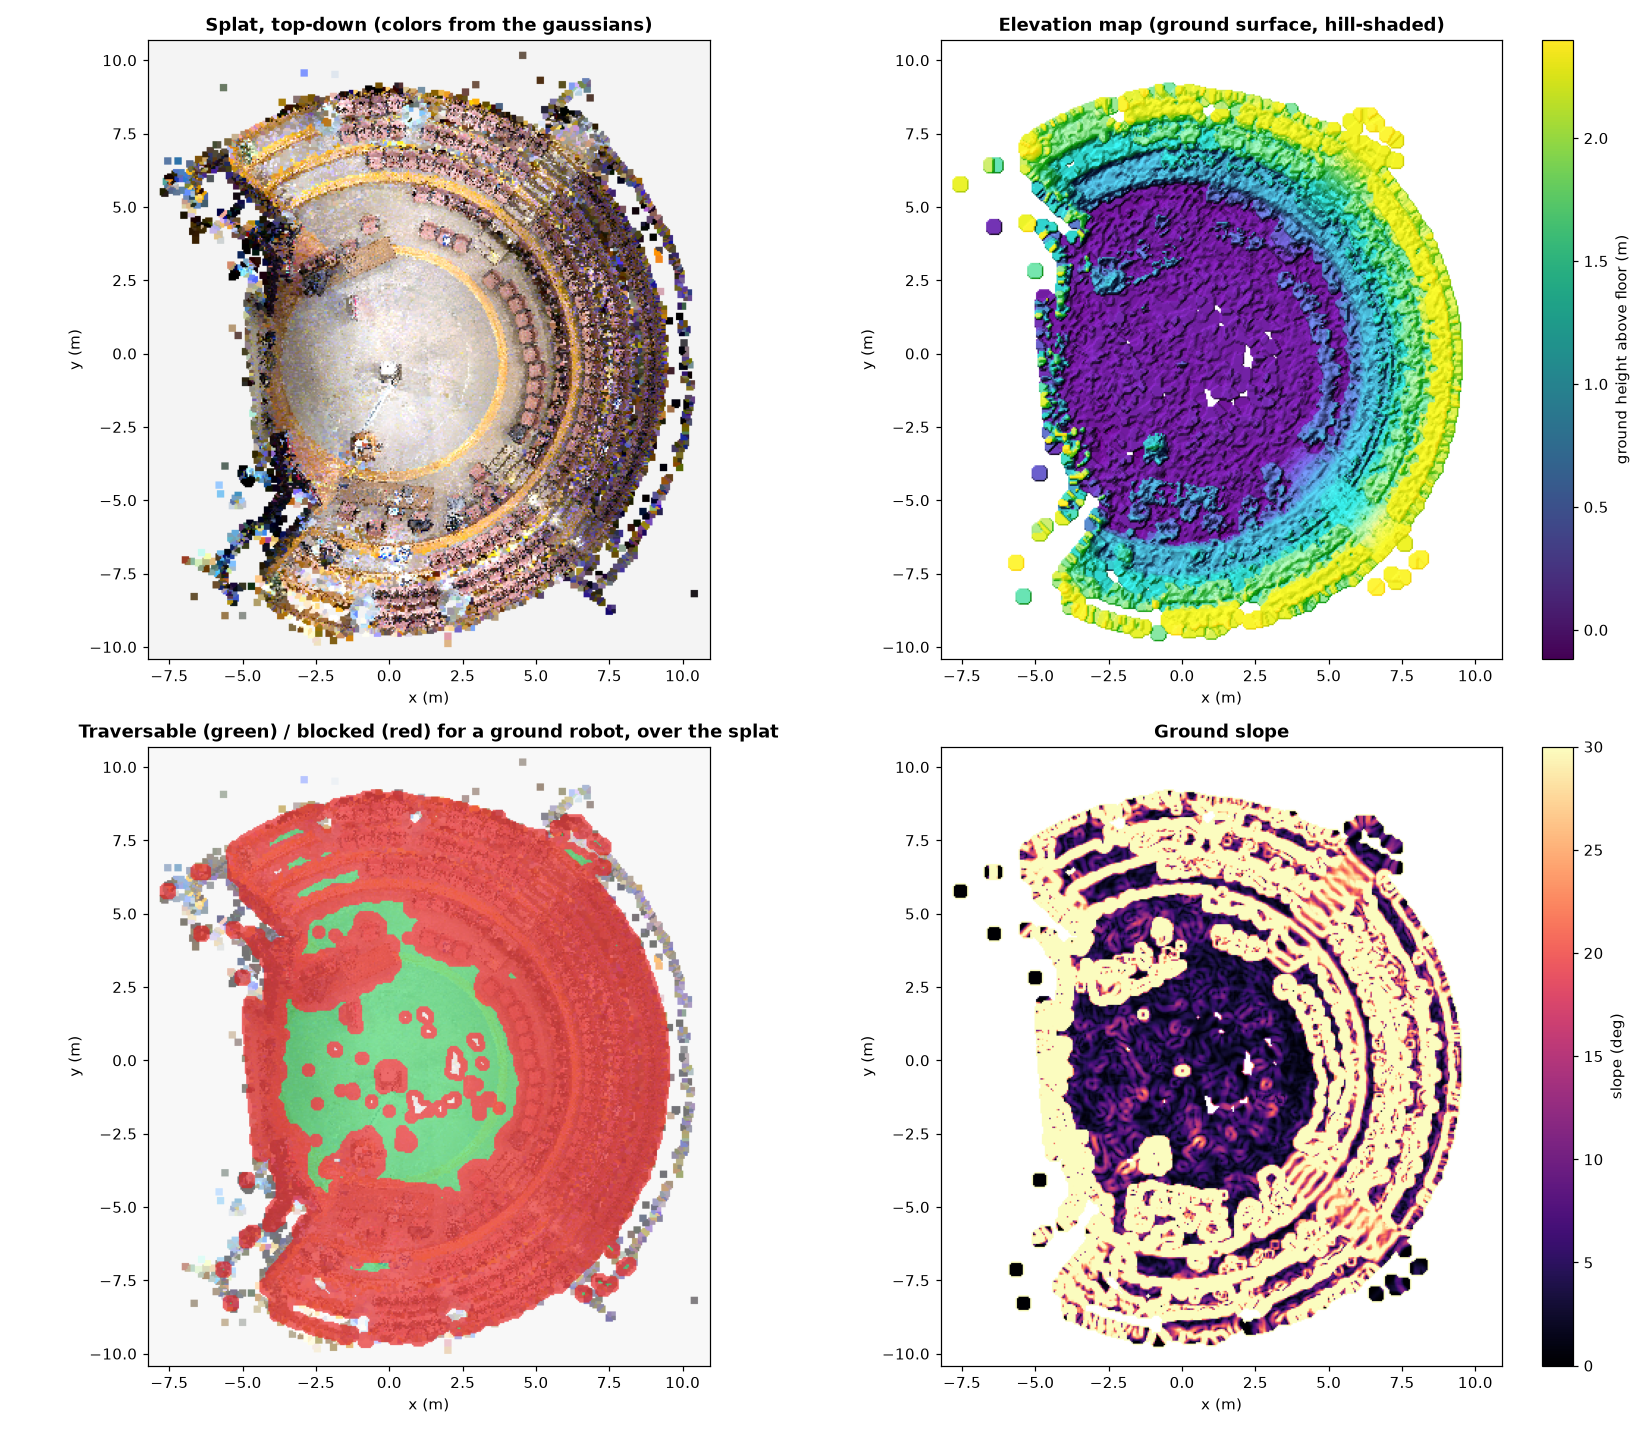 Splat, top-down (colors from the gaussians)
10.0
7.5
5.0
2.5
0.0
−2.5
−5.0
−7.5
−10.0
y (m)
−7.5 −5.0 −2.5 0.0 2.5 5.0 7.5 10.0
x (m)
Elevation map (ground surface, hill-shaded)
10.0
7.5
5.0
2.5
0.0
−2.5
−5.0
−7.5
−10.0
y (m)
−7.5 −5.0 −2.5 0.0 2.5 5.0 7.5 10.0
x (m)
2.0
1.5
1.0
0.5
0.0
ground height above floor (m)
Traversable (green) / blocked (red) for a ground robot, over the splat
10.0
7.5
5.0
2.5
0.0
−2.5
−5.0
−7.5
−10.0
y (m)
−7.5 −5.0 −2.5 0.0 2.5 5.0 7.5 10.0
x (m)
Ground slope
10.0
7.5
5.0
2.5
0.0
−2.5
−5.0
−7.5
−10.0
y (m)
−7.5 −5.0 −2.5 0.0 2.5 5.0 7.5 10.0
x (m)
30
25
20
15
10
5
0
slope (deg)